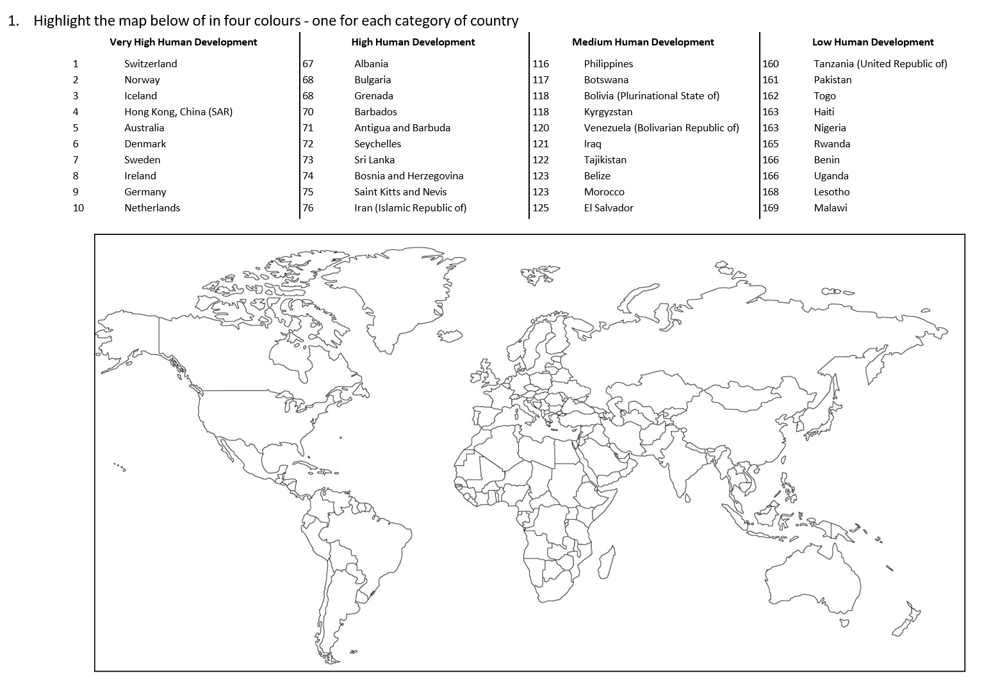 1. Highlight the map below of in four colours - one for each category of country
Very High Human Development High Human Development Medium Human Development Low Human Development
1 Switzerland 67 Albania 116 Philippines 160 Tanzania (United Republic of)
2 Norway 68 Bulgaria 117 Botswana 161 Pakistan
3 Iceland 68 Grenada 118 Bolivia (Plurinational State of) 162 Togo
4 Hong Kong, China (SAR) 70 Barbados 118 Kyrgyzstan 163 Haiti
5 Australia 71 Antigua and Barbuda 120 Venezuela (Bolivarian Republic of) 163 Nigeria
6 Denmark 72 Seychelles 121 Iraq 165 Rwanda
7 Sweden 73 Sri Lanka 122 Tajikistan 166 Benin
8 Ireland 74 Bosnia and Herzegovina 123 Belize 166 Uganda
9 Germany 75 Saint Kitts and Nevis 123 Morocco 168 Lesotho
10 Netherlands 76 Iran (Islamic Republic of) 125 El Salvador 169 Malawi